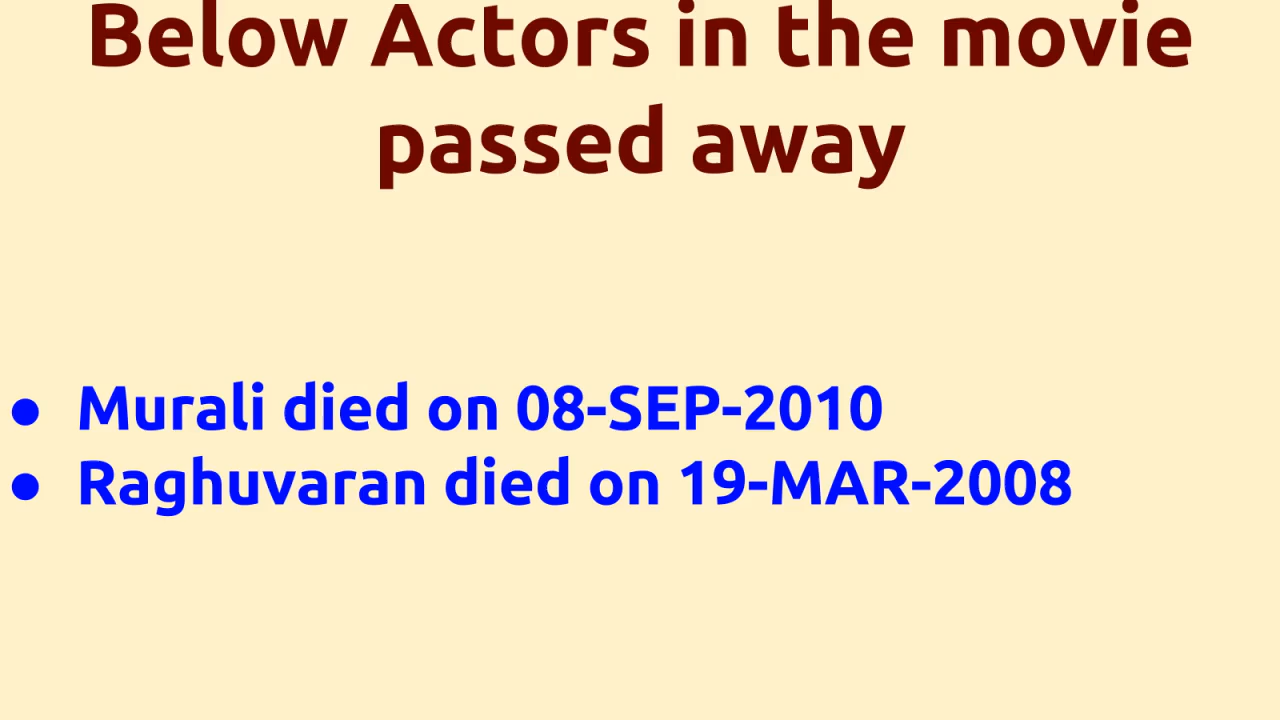 Below Actors in the movie
passed away
● Murali died on 08-SEP-2010
● Raghuvaran died on 19-MAR-2008